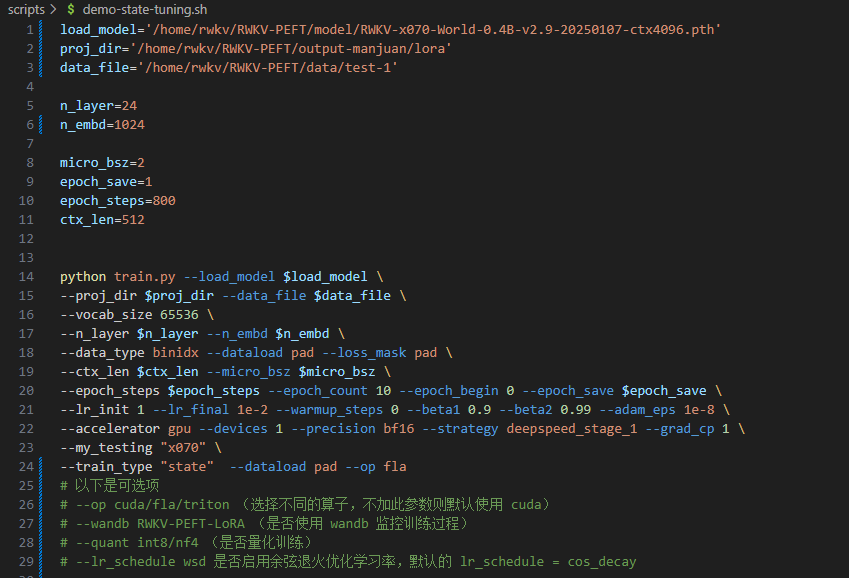 scripts > $ demo-state-tuning.sh
1 load_model='/home/rwkv/RWKV-PEFT/model/RWKV-x070-World-0.4B-v2.9-20250107-ctx4096.pth'
2 proj_dir='/home/rwkv/RWKV-PEFT/output-manjuan/lora'
3 data_file='/home/rwkv/RWKV-PEFT/data/test-1'
4
5 n_layer=24
6 n_embd=1024
7
8 micro_bsz=2
9 epoch_save=1
10 epoch_steps=800
11 ctx_len=512
12
13
14 python train.py --load_model $load_model \
15 --proj_dir $proj_dir --data_file $data_file \
16 --vocab_size 65536 \
17 --n_layer $n_layer --n_embd $n_embd \
18 --data_type binidx --dataload pad --loss_mask pad \
19 --ctx_len $ctx_len --micro_bsz $micro_bsz \
20 --epoch_steps $epoch_steps --epoch_count 10 --epoch_begin 0 --epoch_save $epoch_save \
21 --lr_init 1 --lr_final 1e-2 --warmup_steps 0 --beta1 0.9 --beta2 0.99 --adam_eps 1e-8 \
22 --accelerator gpu --devices 1 --precision bf16 --strategy deepspeed_stage_1 --grad_cp 1 \
23 --my_testing "x070" \
24 --train_type "state"  --dataload pad --op fla
25 # 以下是可选项
26 # --op cuda/fla/triton （选择不同的算子，不加此参数则默认使用 cuda）
27 # --wandb RWKV-PEFT-LoRA （是否使用 wandb 监控训练过程）
28 # --quant int8/nf4 （是否量化训练）
29 # --lr_schedule wsd 是否启用余弦退火优化学习率，默认的 lr_schedule = cos_decay